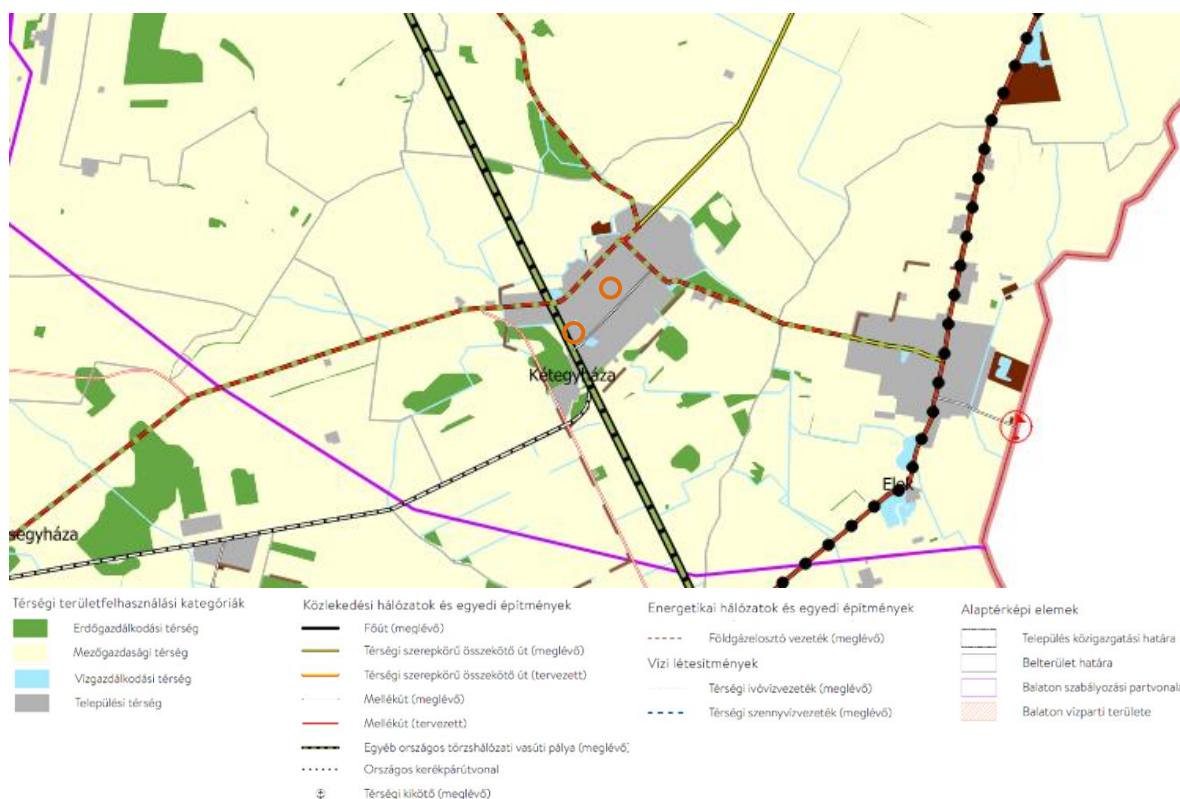 Kétegyháza
Elek
segyháza
Térségi területfelhasználási kategóriák
Erdőgazdálkodási térség
Mezőgazdasági térség
Vízgazdálkodási térség
Települési térség
Közlekedési hálózatok és egyedi építmények
Főút (meglévő)
Térségi szerepkörű összekötő út (meglévő)
Térségi szerepkörű összekötő út (tervezett)
Mellékút (meglévő)
Mellékút (tervezett)
Egyéb országos törzshálózati vasúti pálya (meglévő)
Országos kerékpárútvonal
Térségi kikötő (meglévő)
Energetikai hálózatok és egyedi építmények
Földgázelosztó vezeték (meglévő)
Vízi létesítmények
Térségi ivóvízvezeték (meglévő)
Térségi szennyvízvezeték (meglévő)
Alaptérképi elemek
Település közigazgatási határa
Belterület határa
Balaton szabályozási partvonala
Balaton vízparti területe